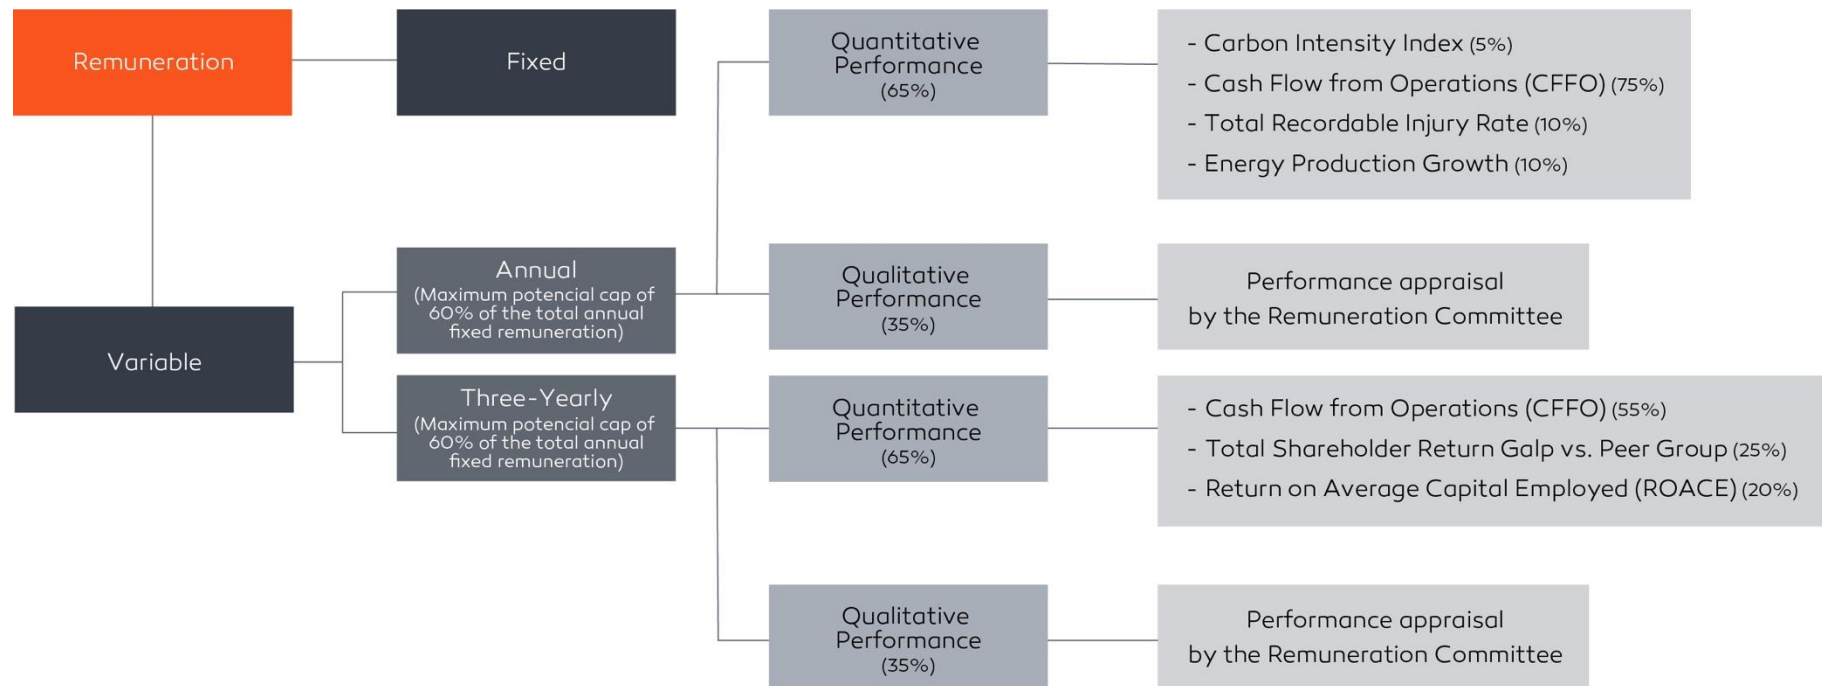 Remuneration
Fixed
Quantitative
Performance
(65%)
- Carbon Intensity Index (5%)
- Cash Flow from Operations (CFFO) (75%)
- Total Recordable Injury Rate (10%)
- Energy Production Growth (10%)
Variable
Annual
(Maximum potencial cap of
60% of the total annual
fixed remuneration)
Qualitative
Performance
(35%)
Performance appraisal
by the Remuneration Committee
Three-Yearly
(Maximum potencial cap of
60% of the total annual
fixed remuneration)
Quantitative
Performance
(65%)
- Cash Flow from Operations (CFFO) (55%)
- Total Shareholder Return Galp vs. Peer Group (25%)
- Return on Average Capital Employed (ROACE) (20%)
Qualitative
Performance
(35%)
Performance appraisal
by the Remuneration Committee